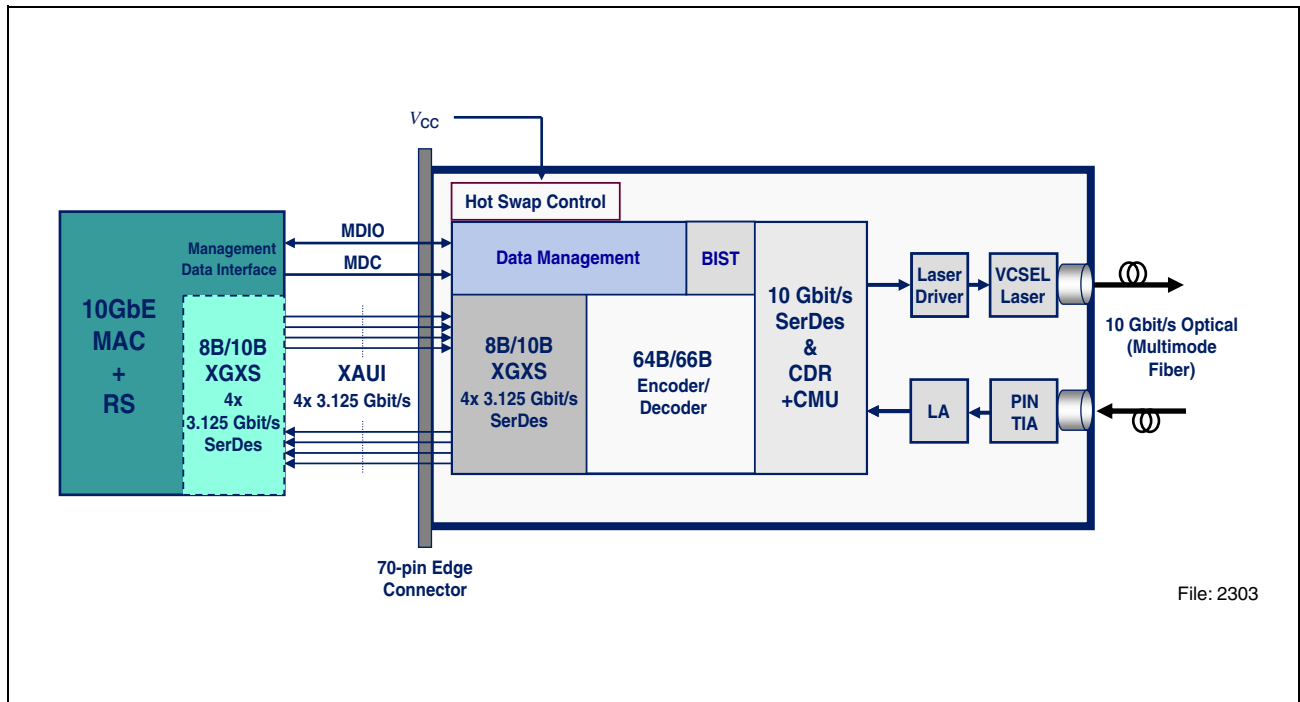 V_CC
Hot Swap Control
MDIO
Management
Data Interface
MDC
Data Management
BIST
10GbE
MAC
+
RS
8B/10B
XGXS
4x
3.125 Gbit/s
SerDes
XAUI
4x 3.125 Gbit/s
8B/10B
XGXS
4x 3.125 Gbit/s
SerDes
64B/66B
Encoder/
Decoder
10 Gbit/s
SerDes
&
CDR
+CMU
Laser
Driver
VCSEL
Laser
LA
PIN
TIA
10 Gbit/s Optical
(Multimode
Fiber)
70-pin Edge
Connector
File: 2303